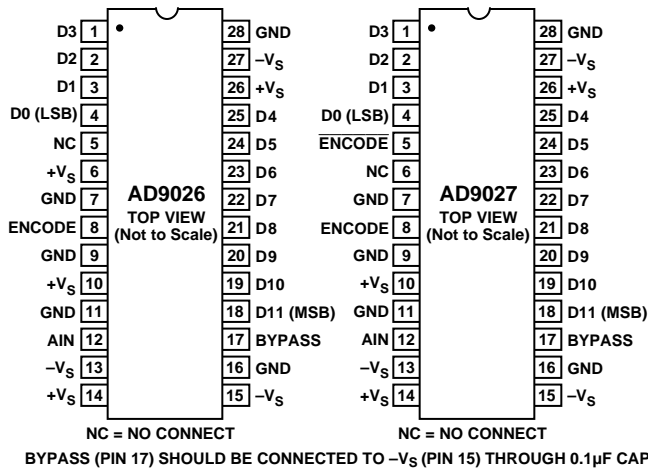 D3 1 28 GND
D2 2 27 –VS
D1 3 26 +VS
D0 (LSB) 4 25 D4
NC 5 24 D5
+VS 6 23 D6
GND 7 22 D7
ENCODE 8 21 D8
GND 9 20 D9
+VS 10 19 D10
GND 11 18 D11 (MSB)
AIN 12 17 BYPASS
–VS 13 16 GND
+VS 14 15 –VS
AD9026
TOP VIEW
(Not to Scale)
NC = NO CONNECT
D3 1 28 GND
D2 2 27 –VS
D1 3 26 +VS
D0 (LSB) 4 25 D4
ENCODE 5 24 D5
NC 6 23 D6
GND 7 22 D7
ENCODE 8 21 D8
GND 9 20 D9
+VS 10 19 D10
GND 11 18 D11 (MSB)
AIN 12 17 BYPASS
–VS 13 16 GND
+VS 14 15 –VS
AD9027
TOP VIEW
(Not to Scale)
NC = NO CONNECT
BYPASS (PIN 17) SHOULD BE CONNECTED TO –VS (PIN 15) THROUGH 0.1µF CAP